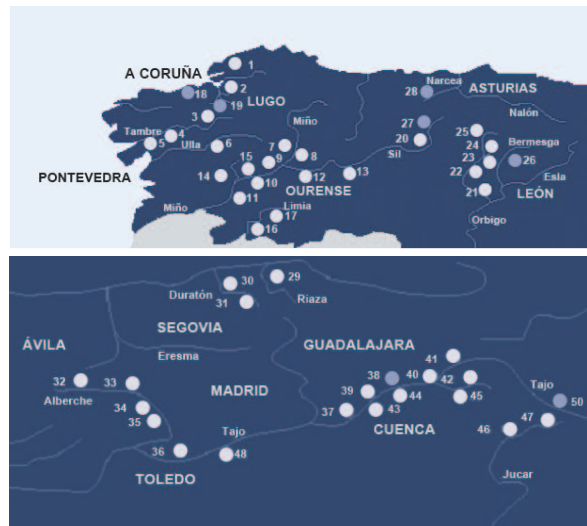 1
A CORUÑA
Narcea
ASTURIAS
2
28
18
19
LUGO
Nalón
3
Miño
27
Tambre
4
25
Bermesga
5
Ulla
6
7
20
24
Sil
8
23
26
15
9
PONTEVEDRA
14
10
12
13
22
Esla
OURENSE
LEÓN
11
Limia
21
Miño
17
Orbigo
16
30
29
Duratón
31
Riaza
SEGOVIA
ÁVILA
GUADALAJARA
41
Eresma
32
33
MADRID
38
40
42
Tajo
Alberche
39
44
50
34
37
43
45
35
47
Tajo
CUENCA
46
36
48
TOLEDO
Jucar